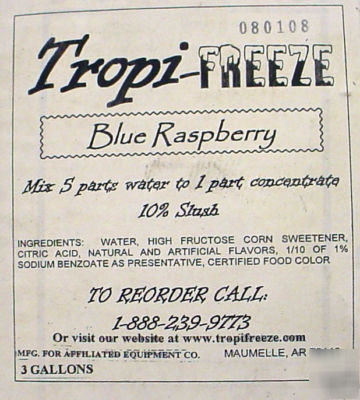 080108
Tropi-FREEZE
Blue Raspberry
Mix 5 parts water to 1 part concentrate
10% Slush
INGREDIENTS: WATER, HIGH FRUCTOSE CORN SWEETENER,
CITRIC ACID, NATURAL AND ARTIFICIAL FLAVORS, 1/10 OF 1%
SODIUM BENZOATE AS PRESENTATIVE, CERTIFIED FOOD COLOR
TO REORDER CALL:
1-888-239-9773
Or visit our website at www.tropifreeze.com
MFG. FOR AFFILIATED EQUIPMENT CO. MAUMELLE, AR
3 GALLONS